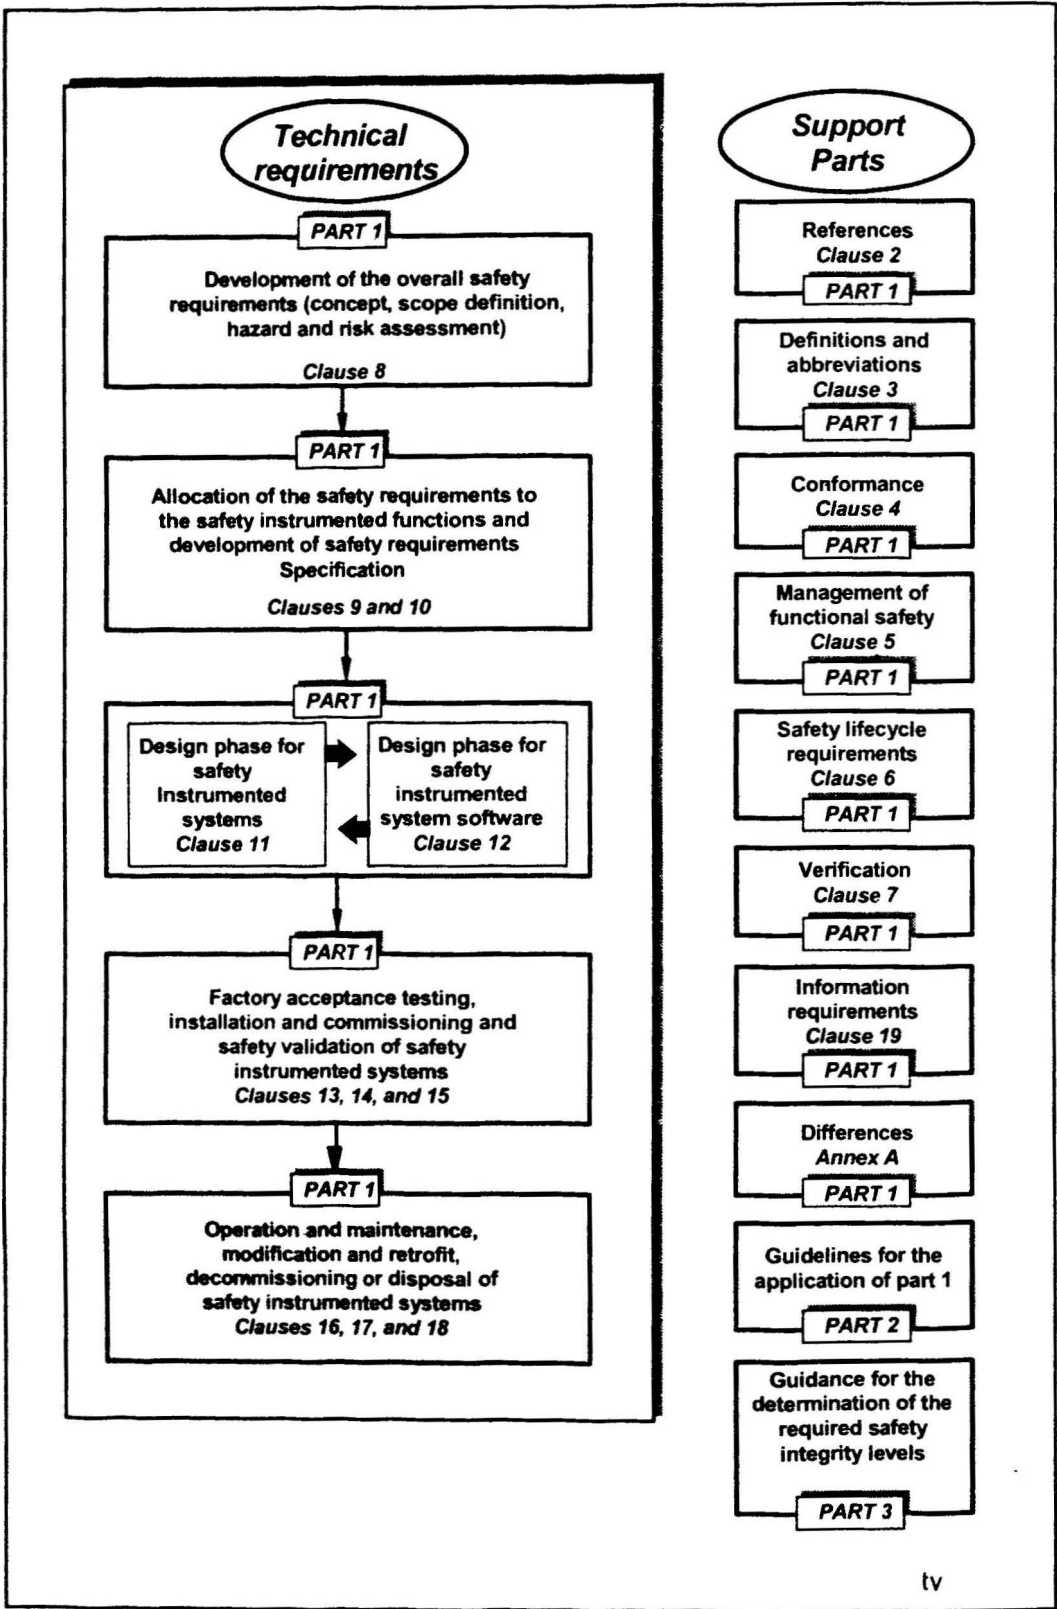 Technical
requirements
PART 1
Development of the overall safety
requirements (concept, scope definition,
hazard and risk assessment)
Clause 8
PART 1
Allocation of the safety requirements to
the safety instrumented functions and
development of safety requirements
Specification
Clauses 9 and 10
PART 1
Design phase for
safety
Instrumented
systems
Clause 11
Design phase for
safety
instrumented
system software
Clause 12
PART 1
Factory acceptance testing,
installation and commissioning and
safety validation of safety
instrumented systems
Clauses 13, 14, and 15
PART 1
Operation and maintenance,
modification and retrofit,
decommissioning or disposal of
safety instrumented systems
Clauses 16, 17, and 18
Support
Parts
References
Clause 2
PART 1
Definitions and
abbreviations
Clause 3
PART 1
Conformance
Clause 4
PART 1
Management of
functional safety
Clause 5
PART 1
Safety lifecycle
requirements
Clause 6
PART 1
Verification
Clause 7
PART 1
Information
requirements
Clause 19
PART 1
Differences
Annex A
PART 1
Guidelines for the
application of part 1
PART 2
Guidance for the
determination of the
required safety
integrity levels
PART 3
tv